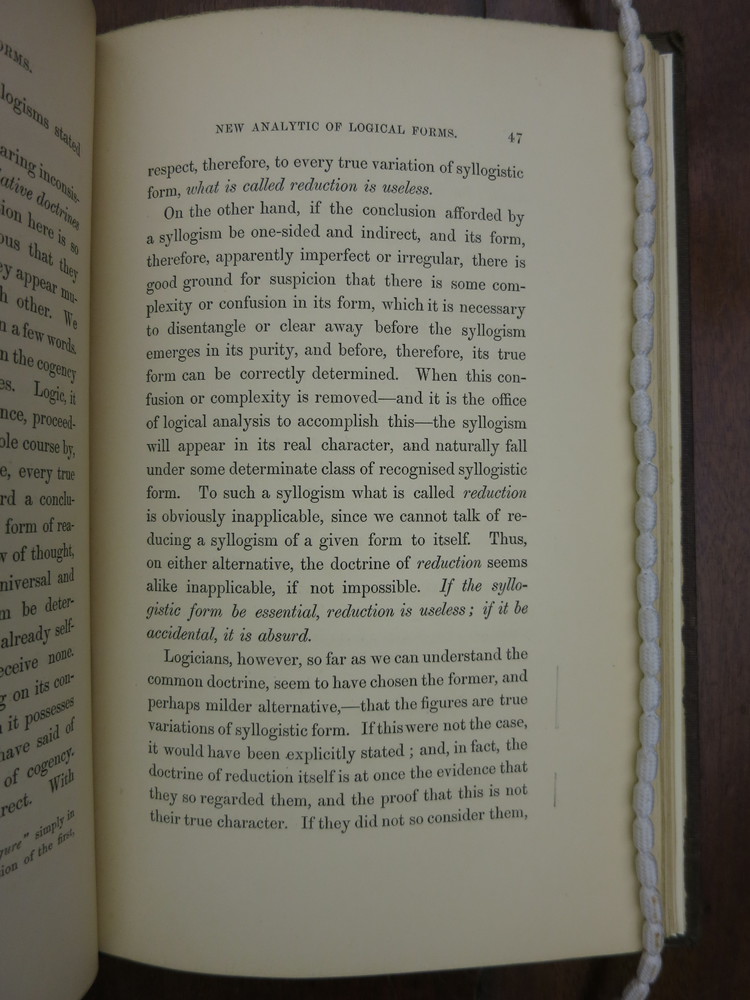 ORMS.
logisms stated
aring inconsis-
ative doctrines
ion here is so
ous that they
ey appear mu-
h other. We
n a few words.
n the cogency
es. Logic, it
nce, proceed-
ole course by,
e, every true
rd a conclu-
form of rea-
w of thought,
niversal and
m be deter-
already self-
eceive none.
g on its con-
it possesses
have said of
of cogency.
rect. With
gure" simply in
ion of the first,
NEW ANALYTIC OF LOGICAL FORMS. 47
respect, therefore, to every true variation of syllogistic
form, what is called reduction is useless.
On the other hand, if the conclusion afforded by
a syllogism be one-sided and indirect, and its form,
therefore, apparently imperfect or irregular, there is
good ground for suspicion that there is some com-
plexity or confusion in its form, which it is necessary
to disentangle or clear away before the syllogism
emerges in its purity, and before, therefore, its true
form can be correctly determined. When this con-
fusion or complexity is removed—and it is the office
of logical analysis to accomplish this—the syllogism
will appear in its real character, and naturally fall
under some determinate class of recognised syllogistic
form. To such a syllogism what is called reduction
is obviously inapplicable, since we cannot talk of re-
ducing a syllogism of a given form to itself. Thus,
on either alternative, the doctrine of reduction seems
alike inapplicable, if not impossible. If the syllo-
gistic form be essential, reduction is useless; if it be
accidental, it is absurd.
Logicians, however, so far as we can understand the
common doctrine, seem to have chosen the former, and
perhaps milder alternative,—that the figures are true
variations of syllogistic form. If this were not the case,
it would have been explicitly stated; and, in fact, the
doctrine of reduction itself is at once the evidence that
they so regarded them, and the proof that this is not
their true character. If they did not so consider them,